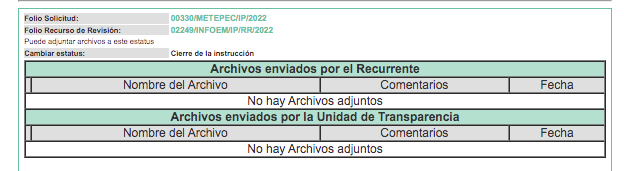 Folio Solicitud: 00330/METEPEC/IP/2022
Folio Recurso de Revisión: 02249/INFOEM/IP/RR/2022
Puede adjuntar archivos a este estatus
Cambiar estatus: Cierre de la instrucción
Archivos enviados por el Recurrente
Nombre del Archivo Comentarios Fecha
No hay Archivos adjuntos
Archivos enviados por la Unidad de Transparencia
Nombre del Archivo Comentarios Fecha
No hay Archivos adjuntos